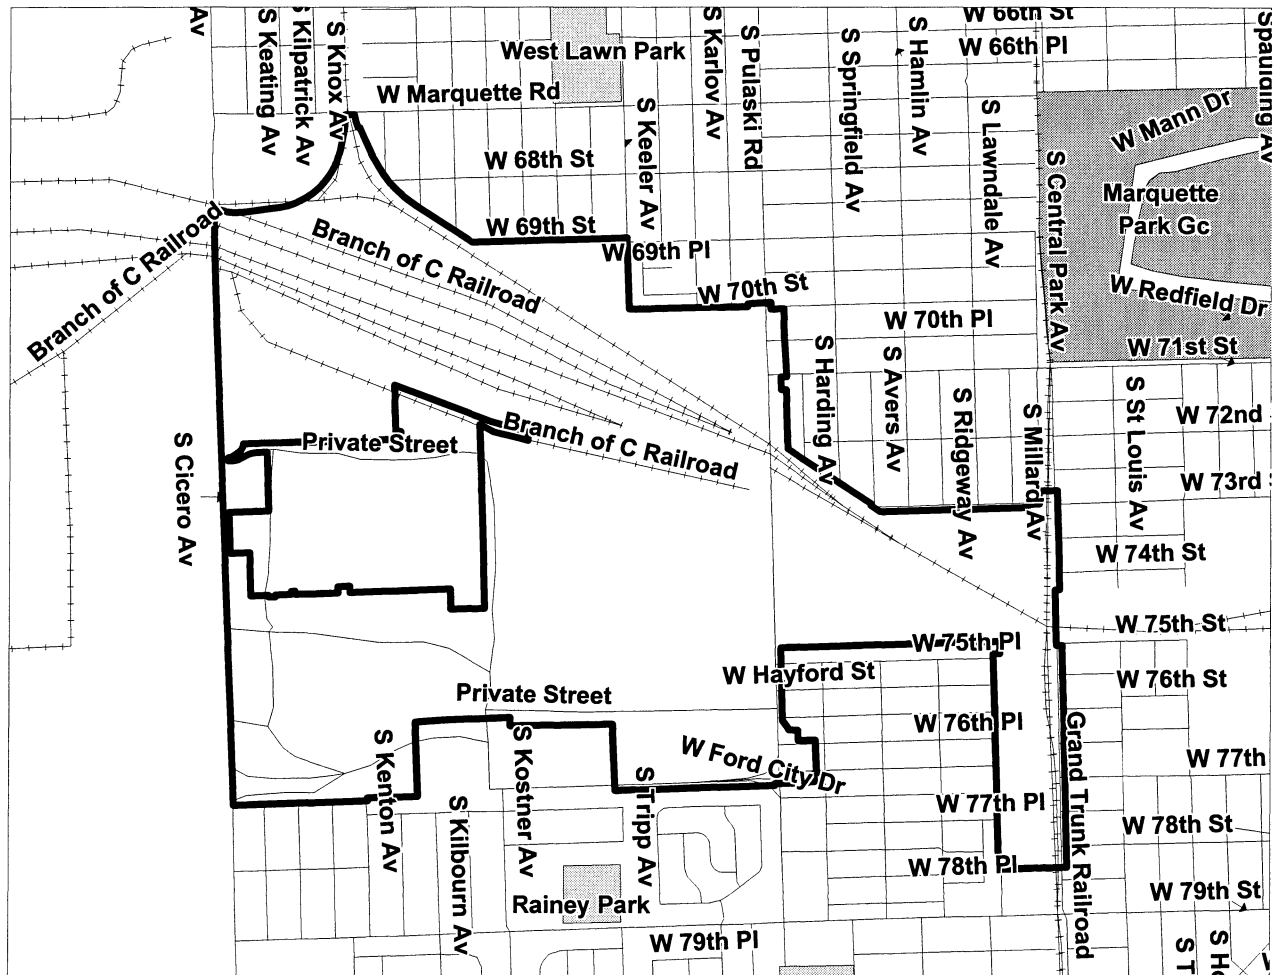 Av
S Keating Av
S Kilpatrick Av
S Knox Av
West Lawn Park
W Marquette Rd
S Karlov Av
S Pulaski Rd
S Springfield Av
S Hamlin Av
W 66th St
W 66th Pl
S Lawndale Av
Spaulding Av
W Mann Dr
S Keeler Av
W 68th St
S Central Park Av
Marquette
Park Gc
W 69th St
W 69th Pl
Branch of C Railroad
Branch of C Railroad
W 70th St
W 70th Pl
W Redfield Dr
W 71st St
S Harding Av
S Avers Av
S Ridgeway Av
S Millard Av
S St Louis Av
W 72nd
W 73rd
S Cicero Av
Private Street
Branch of C Railroad
W 74th St
W 75th St
W 75th Pl
W Hayford St
W 76th St
Private Street
W 76th Pl
W Ford City Dr
W 77th
S Kenton Av
S Kostner Av
S Tripp Av
S Kilbourn Av
Grand Trunk Railroad
W 77th Pl
W 78th St
W 78th Pl
W 79th St
Rainey Park
W 79th Pl
S T